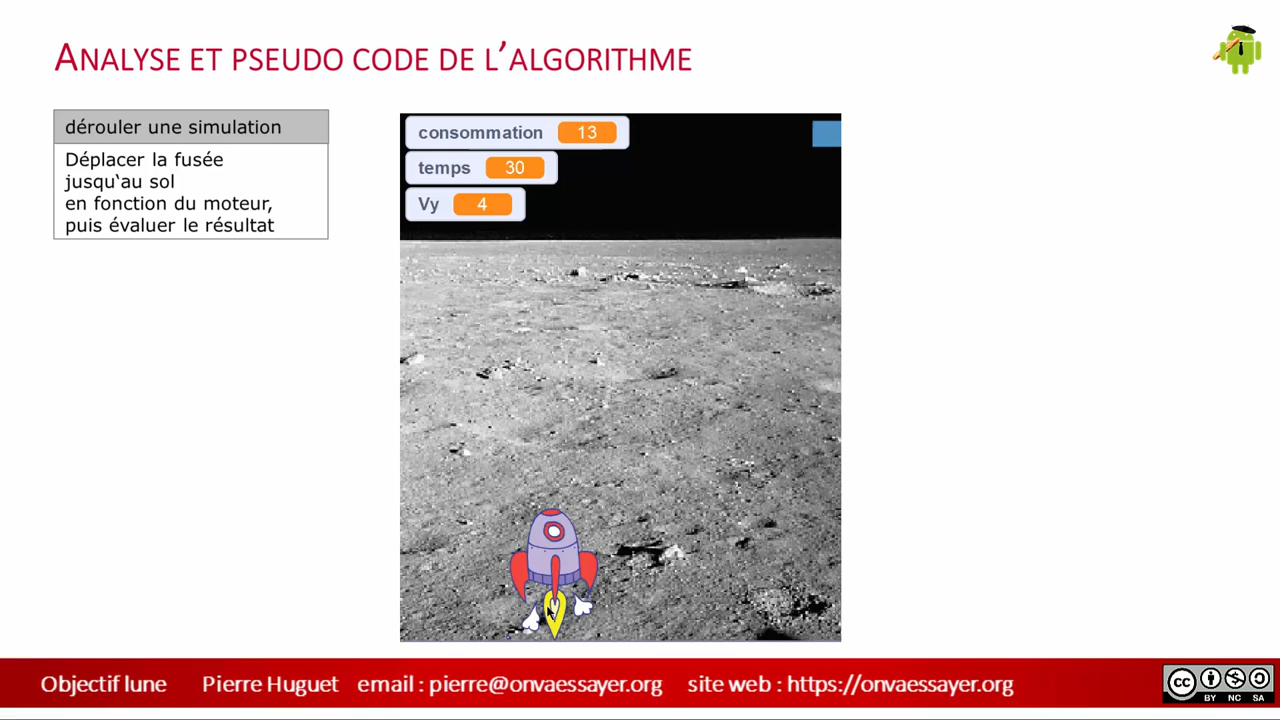 ANALYSE ET PSEUDO CODE DE L’ALGORITHME
dérouler une simulation
Déplacer la fusée
jusqu‛au sol
en fonction du moteur,
puis évaluer le résultat
consommation 13
temps 30
Vy 4
Objectif lune Pierre Huguet email : pierre@onvaessayer.org site web : https://onvaessayer.org
CC BY NC SA